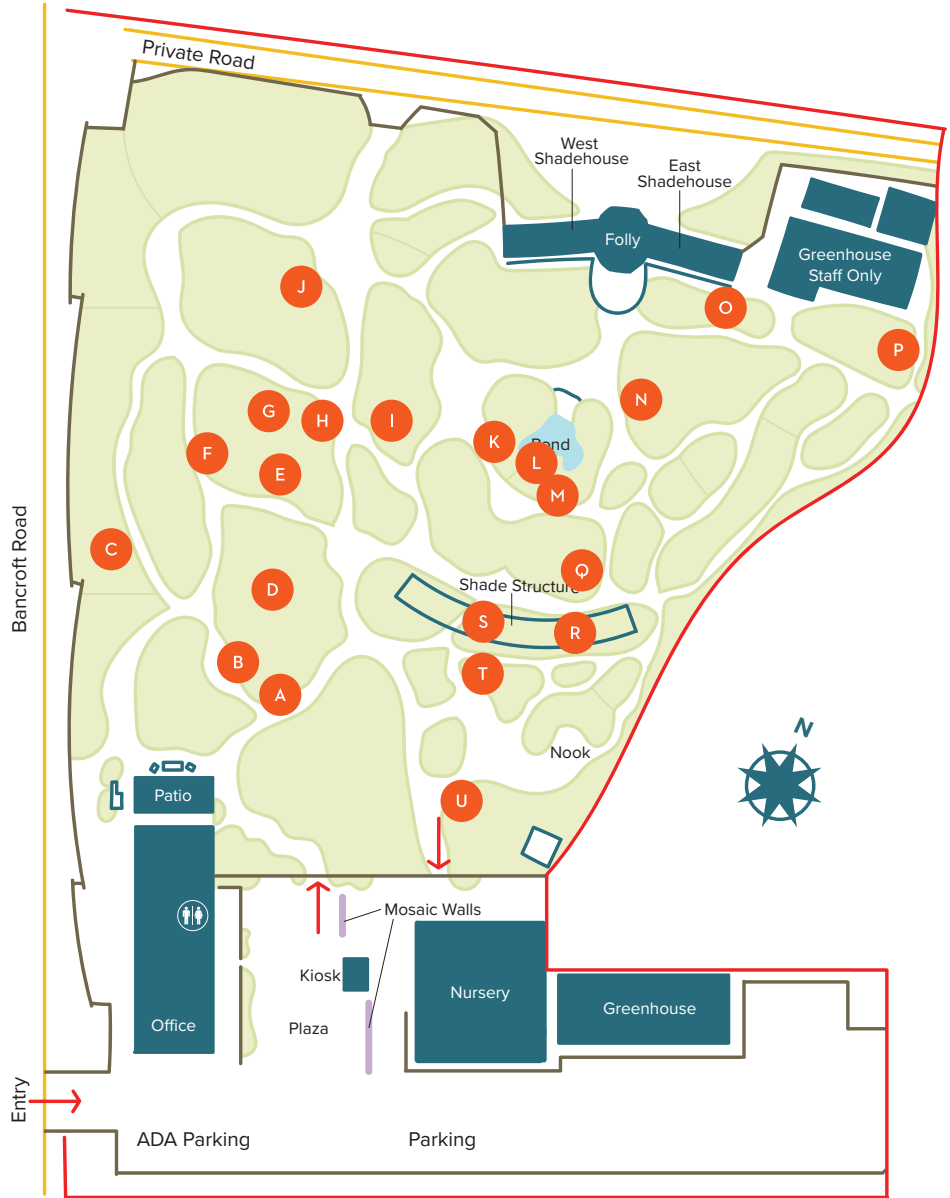 Private Road
West
Shadehouse
East
Shadehouse
Folly
Greenhouse
Staff Only
J
O
P
N
G
H
I
K
Pond
F
L
E
M
Bancroft Road
C
Q
Shade Structure
D
S
R
B
T
A
N
Nook
Patio
U
Mosaic Walls
Kiosk
Nursery
Greenhouse
Office
Plaza
Entry
ADA Parking
Parking